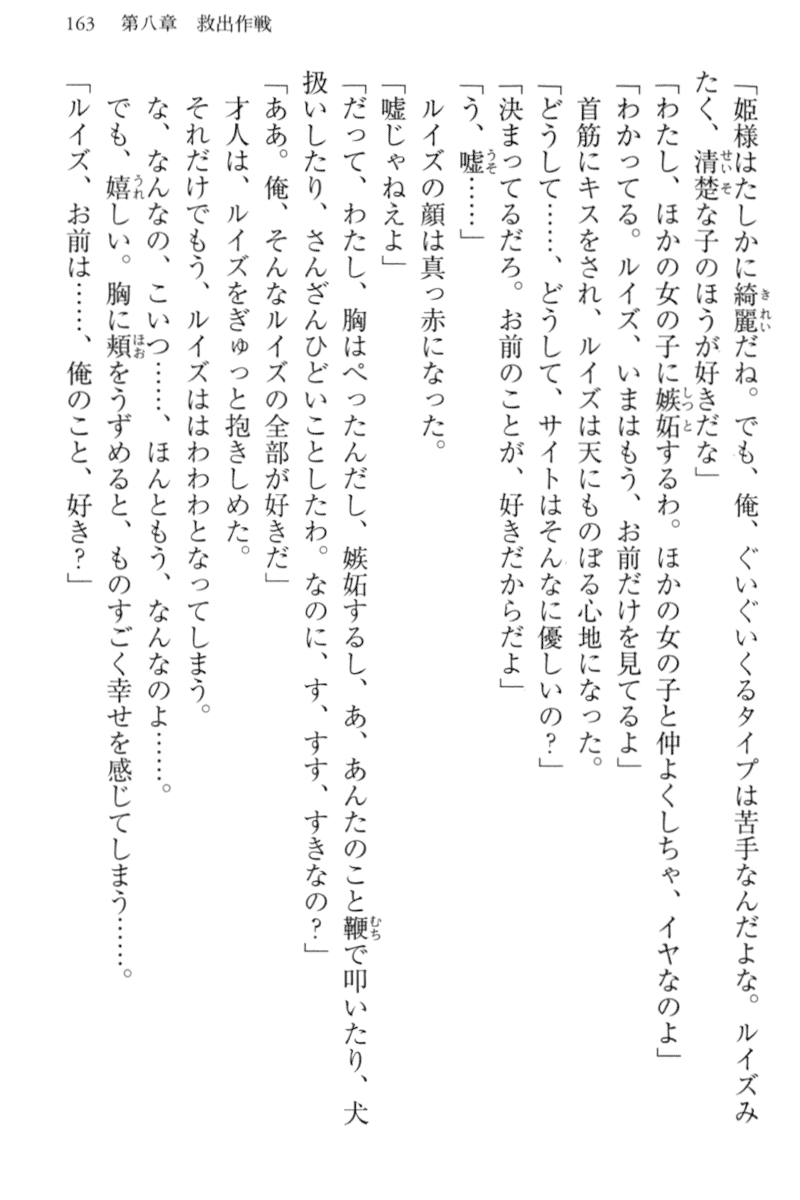 163　第八章　救出作戦
「姫様はたしかに綺麗だね。でも、俺、ぐいぐいくるタイプは苦手なんだよな。ルイズみ
たく、清楚な子のほうが好きだな」
「わたし、ほかの女の子に嫉妬するわ。ほかの女の子と仲よくしちゃ、イヤなのよ」
「わかってる。ルイズ、いまはもう、お前だけを見てるよ」
　首筋にキスをされ、ルイズは天にものぼる心地になった。
「どうして……、どうして、サイトはそんなに優しいの？」
「決まってるだろ。お前のことが、好きだからだよ」
「う、嘘……」
　ルイズの顔は真っ赤になった。
「嘘じゃねえよ」
「だって、わたし、胸はぺったんだし、嫉妬するし、あ、あんたのこと鞭で叩いたり、犬
扱いしたり、さんざんひどいことしたわ。なのに、す、すす、すきなの？」
「ああ。俺、そんなルイズの全部が好きだ」
　才人は、ルイズをぎゅっと抱きしめた。
　それだけでもう、ルイズははわわわとなってしまう。
　な、なんなの、こいつ……、ほんともう、なんなのよ……。
　でも、嬉しい。胸に頬をうずめると、ものすごく幸せを感じてしまう……。
「ルイズ、お前は……、俺のこと、好き？」